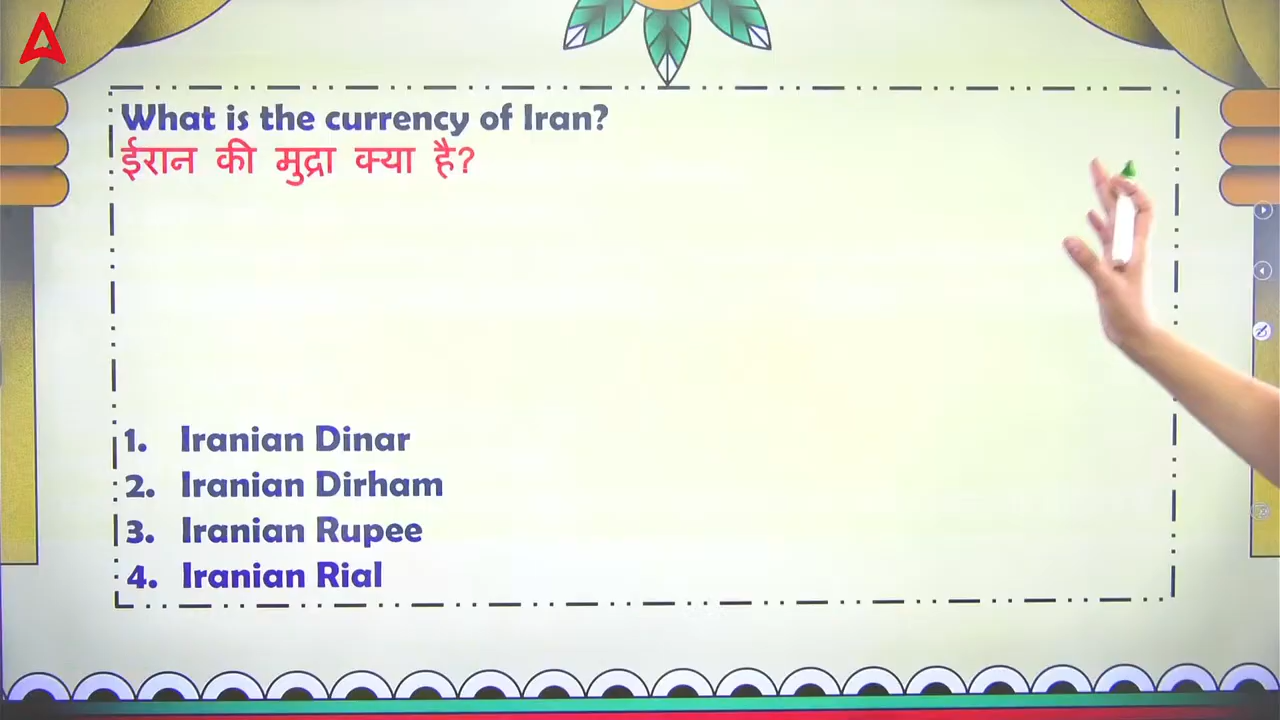 What is the currency of Iran?
ईरान की मुद्रा क्या है?
1. Iranian Dinar
2. Iranian Dirham
3. Iranian Rupee
4. Iranian Rial